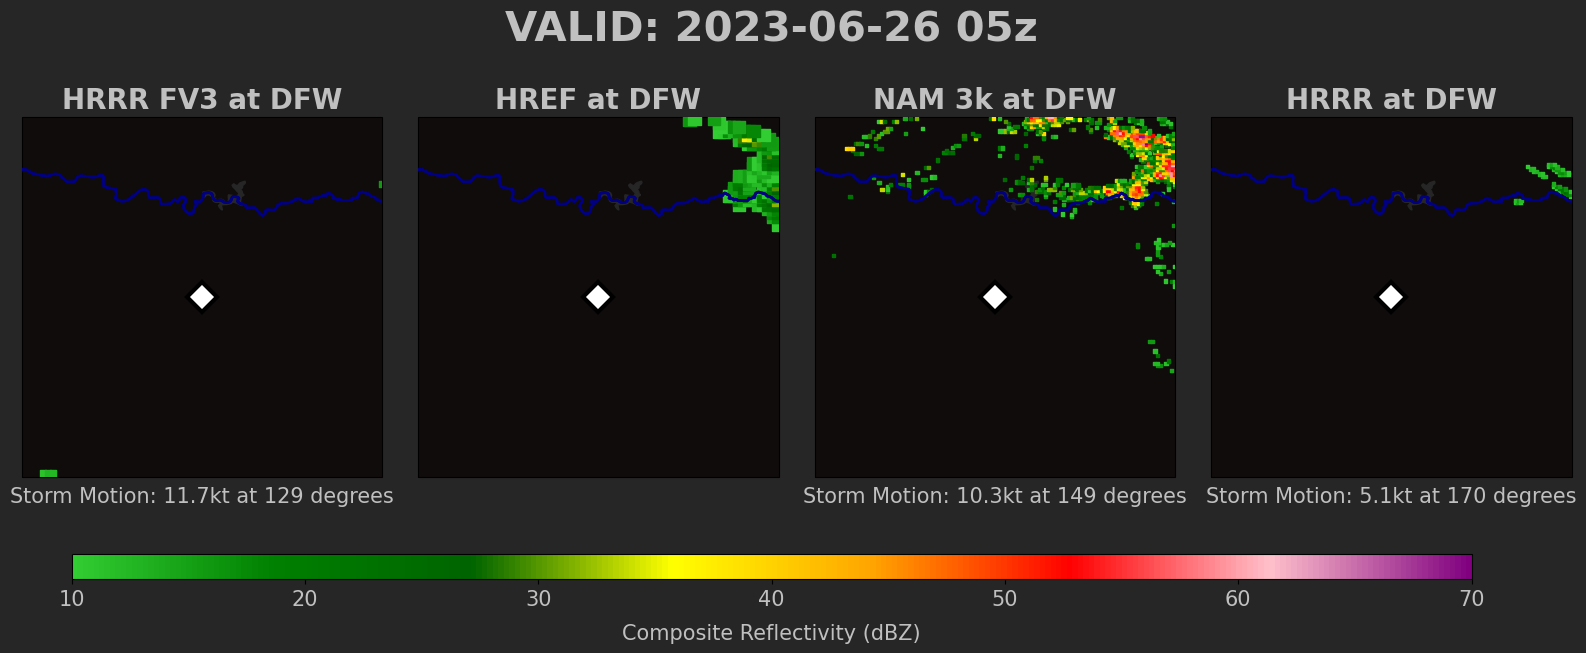 VALID: 2023-06-26 05z
HRRR FV3 at DFW
HREF at DFW
NAM 3k at DFW
HRRR at DFW
Storm Motion: 11.7kt at 129 degrees
Storm Motion: 10.3kt at 149 degrees
Storm Motion: 5.1kt at 170 degrees
10 20 30 40 50 60 70
Composite Reflectivity (dBZ)